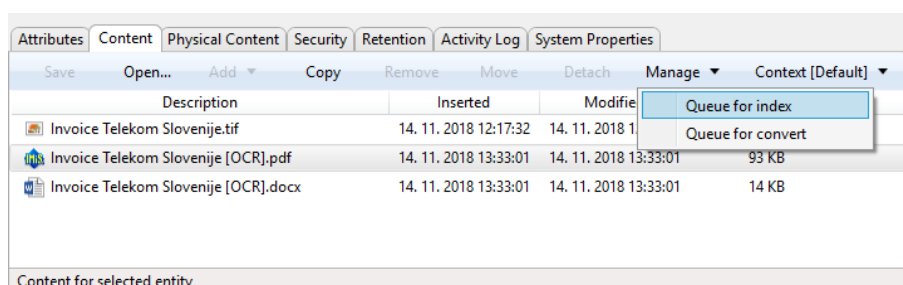 Attributes Content Physical Content Security Retention Activity Log System Properties
Save Open... Add Copy Remove Move Detach Manage Context [Default]
Description Inserted Modifie
Queue for index
Invoice Telekom Slovenije.tif 14. 11. 2018 12:17:32 14. 11. 2018 1
Queue for convert
Invoice Telekom Slovenije [OCR].pdf 14. 11. 2018 13:33:01 14. 11. 2018 13:33:01 93 KB
Invoice Telekom Slovenije [OCR].docx 14. 11. 2018 13:33:01 14. 11. 2018 13:33:01 14 KB
Content for selected entity